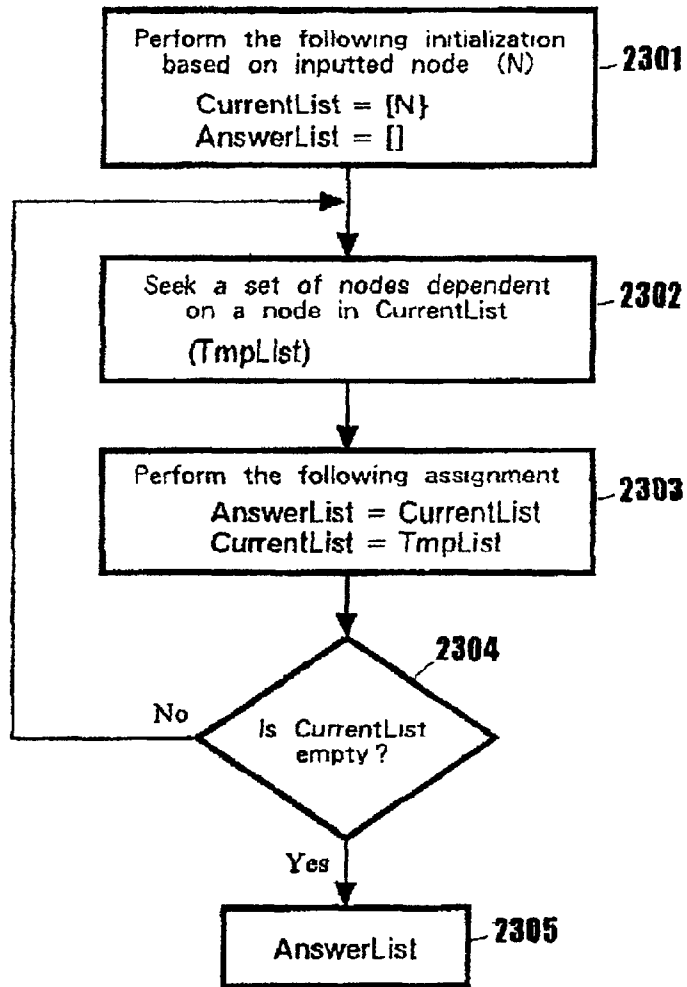 Perform the following initialization
based on inputted node (N)
CurrentList = {N}
AnswerList = []
2301
Seek a set of nodes dependent
on a node in CurrentList
(TmpList)
2302
Perform the following assignment
AnswerList = CurrentList
CurrentList = TmpList
2303
2304
Is CurrentList
empty ?
No
Yes
AnswerList
2305